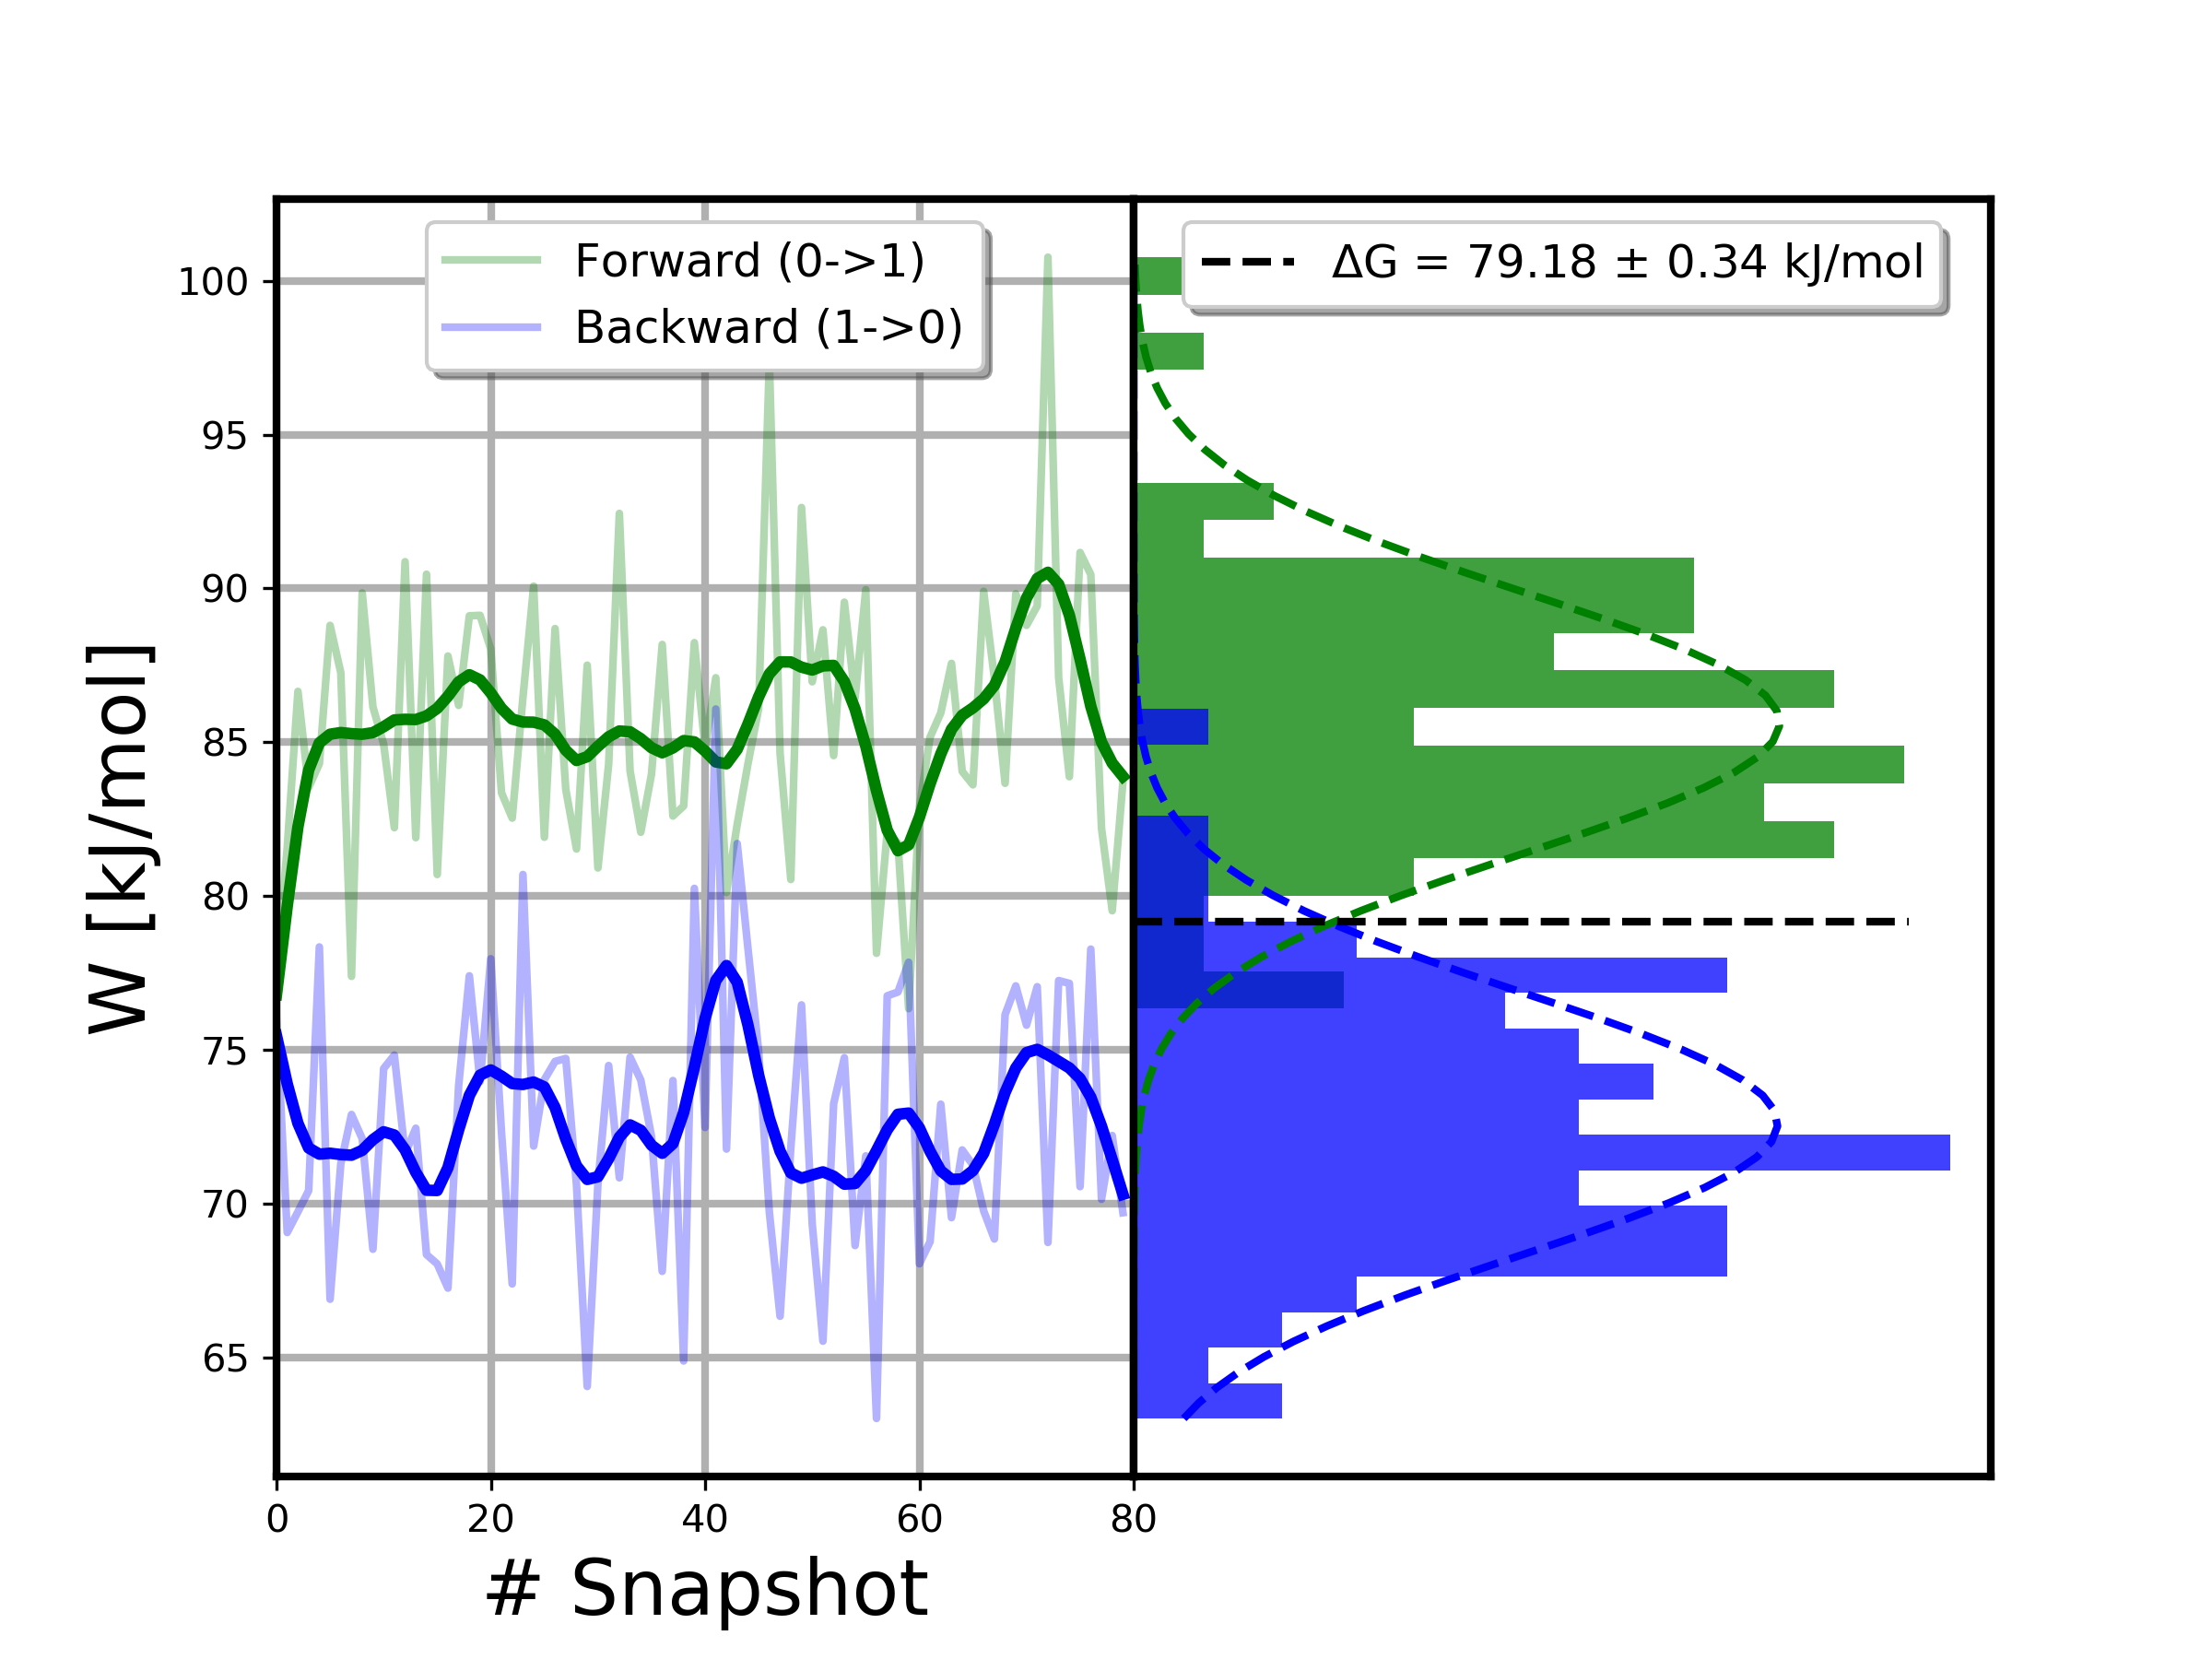 Forward (0->1)
Backward (1->0)
ΔG = 79.18 ± 0.34 kJ/mol
100
95
90
85
80
75
70
65
W [kJ/mol]
0
20
40
60
80
# Snapshot